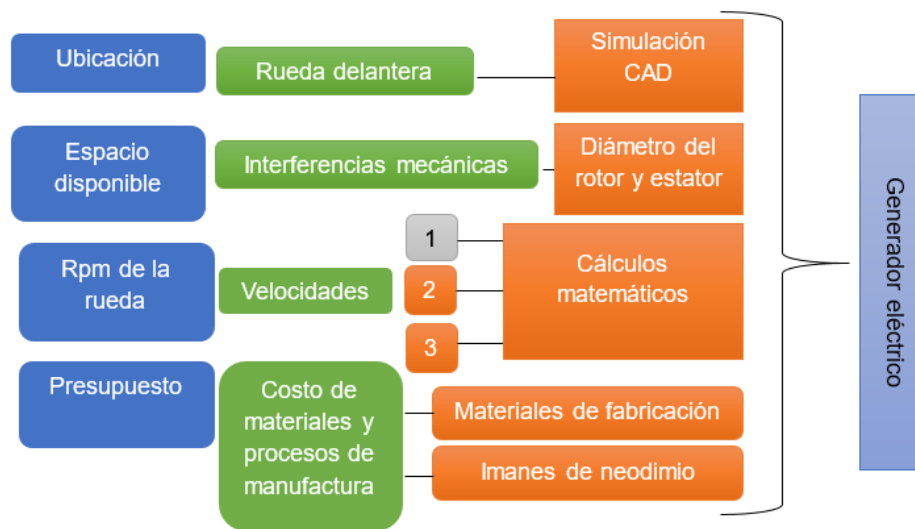 Ubicación
Rueda delantera
Simulación
CAD
Espacio
disponible
Interferencias mecánicas
Diámetro del
rotor y estator
Rpm de la
rueda
Velocidades
1
2
3
Cálculos
matemáticos
Presupuesto
Costo de
materiales y
procesos de
manufactura
Materiales de fabricación
Imanes de neodimio
Generador eléctrico